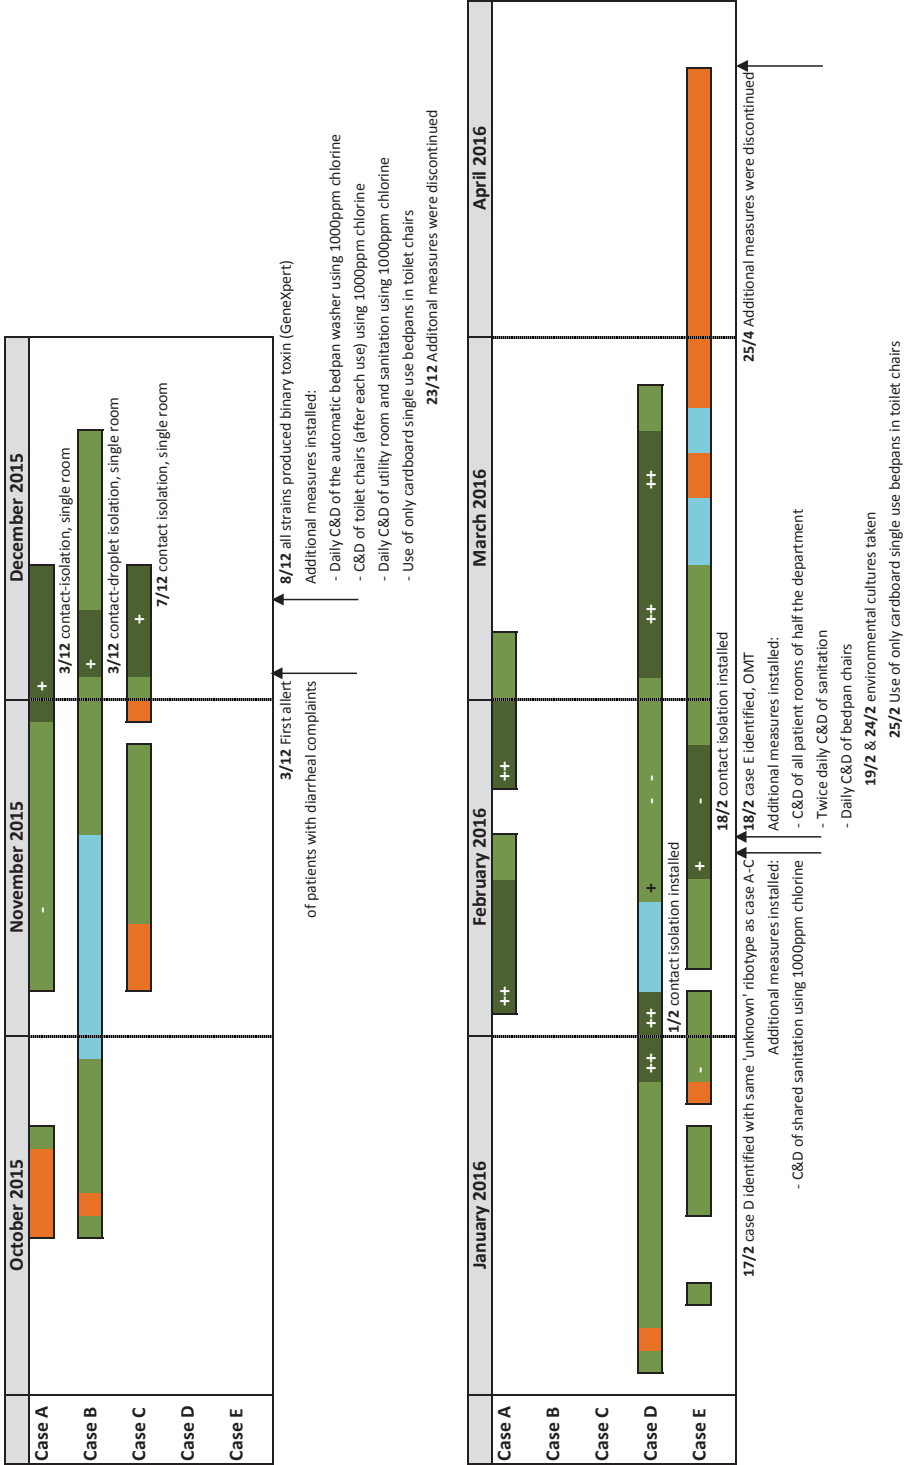 October 2015
November 2015
December 2015
Case A
-
+
3/12 contact-isolation, single room
Case B
+
3/12 contact-droplet isolation, single room
Case C
+
7/12 contact isolation, single room
Case D
Case E
3/12 First allert
of patients with diarrheal complaints
8/12 all strains produced binary toxin (GeneXpert)
Additional measures installed:
- Daily C&D of the automatic bedpan washer using 1000ppm chlorine
- C&D of toilet chairs (after each use) using 1000ppm chlorine
- Daily C&D of utility room and sanitation using 1000ppm chlorine
- Use of only cardboard single use bedpans in toilet chairs
23/12 Additonal measures were discontinued
January 2016
February 2016
March 2016
April 2016
Case A
++
++
Case B
Case C
Case D
++
++
+
-
-
++
++
1/2 contact isolation installed
Case E
-
+
-
18/2 contact isolation installed
17/2 case D identified with same 'unknown' ribotype as case A-C
Additional measures installed:
- C&D of shared sanitation using 1000ppm chlorine
18/2 case E identified, OMT
Additional measures installed:
- C&D of all patient rooms of half the department
- Twice daily C&D of sanitation
- Daily C&D of bedpan chairs
19/2 & 24/2 environmental cultures taken
25/2 Use of only cardboard single use bedpans in toilet chairs
25/4 Additional measures were discontinued